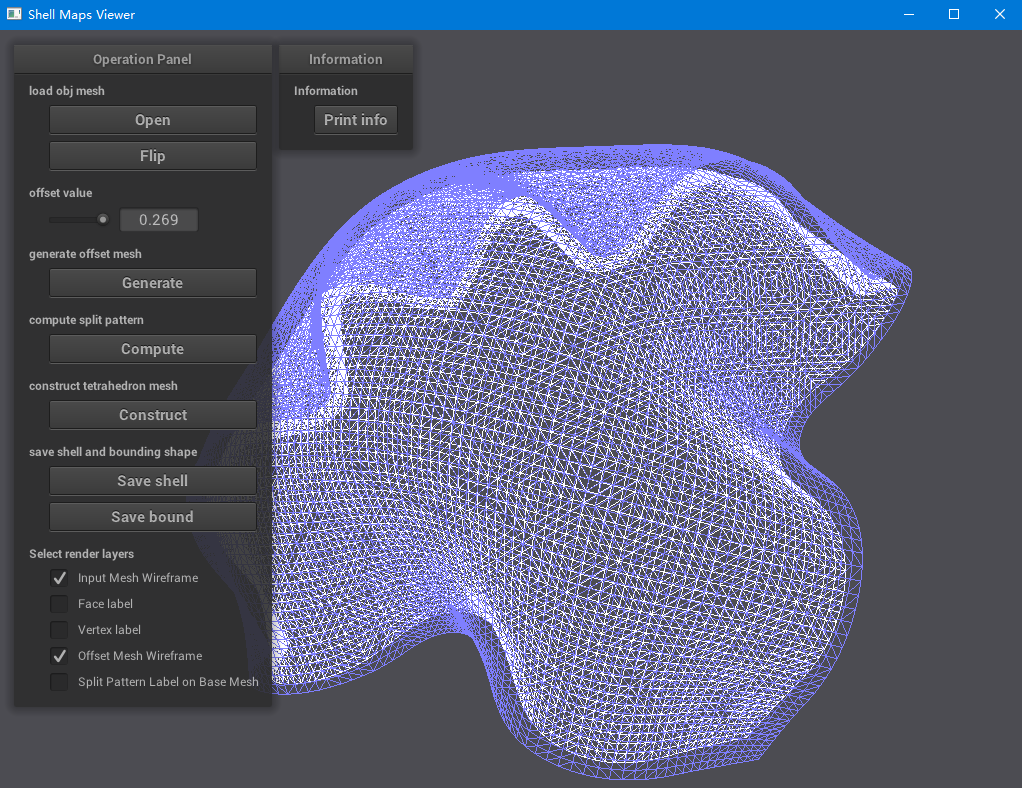 Shell Maps Viewer
Operation Panel
load obj mesh
Open
Flip
offset value
0.269
generate offset mesh
Generate
compute split pattern
Compute
construct tetrahedron mesh
Construct
save shell and bounding shape
Save shell
Save bound
Select render layers
Input Mesh Wireframe
Face label
Vertex label
Offset Mesh Wireframe
Split Pattern Label on Base Mesh
Information
Information
Print info